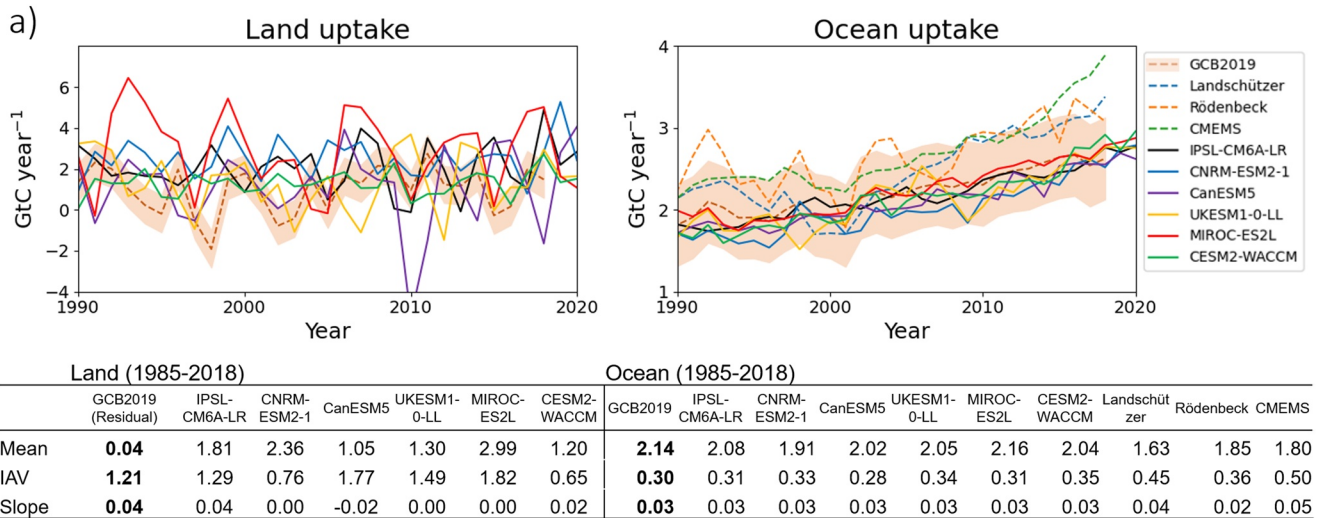 a)
Land uptake
Ocean uptake
GtC year⁻¹
6
4
2
0
−2
−4
1990 2000 2010 2020
Year
GtC year⁻¹
4
3
2
1
1990 2000 2010 2020
Year
GCB2019
Landschützer
Rödenbeck
CMEMS
IPSL-CM6A-LR
CNRM-ESM2-1
CanESM5
UKESM1-0-LL
MIROC-ES2L
CESM2-WACCM
Land (1985-2018) Ocean (1985-2018)
GCB2019 IPSL- CNRM- CanESM5 UKESM1- MIROC- CESM2- GCB2019 IPSL- CNRM- CanESM5 UKESM1- MIROC- CESM2- Landschüt Rödenbeck CMEMS
(Residual) CM6A-LR ESM2-1 0-LL ES2L WACCM CM6A-LR ESM2-1 0-LL ES2L WACCM zer
Mean 0.04 1.81 2.36 1.05 1.30 2.99 1.20 2.14 2.08 1.91 2.02 2.05 2.16 2.04 1.63 1.85 1.80
IAV 1.21 1.29 0.76 1.77 1.49 1.82 0.65 0.30 0.31 0.33 0.28 0.34 0.31 0.35 0.45 0.36 0.50
Slope 0.04 0.04 0.00 -0.02 0.00 0.00 0.02 0.03 0.03 0.03 0.03 0.03 0.03 0.03 0.04 0.02 0.05